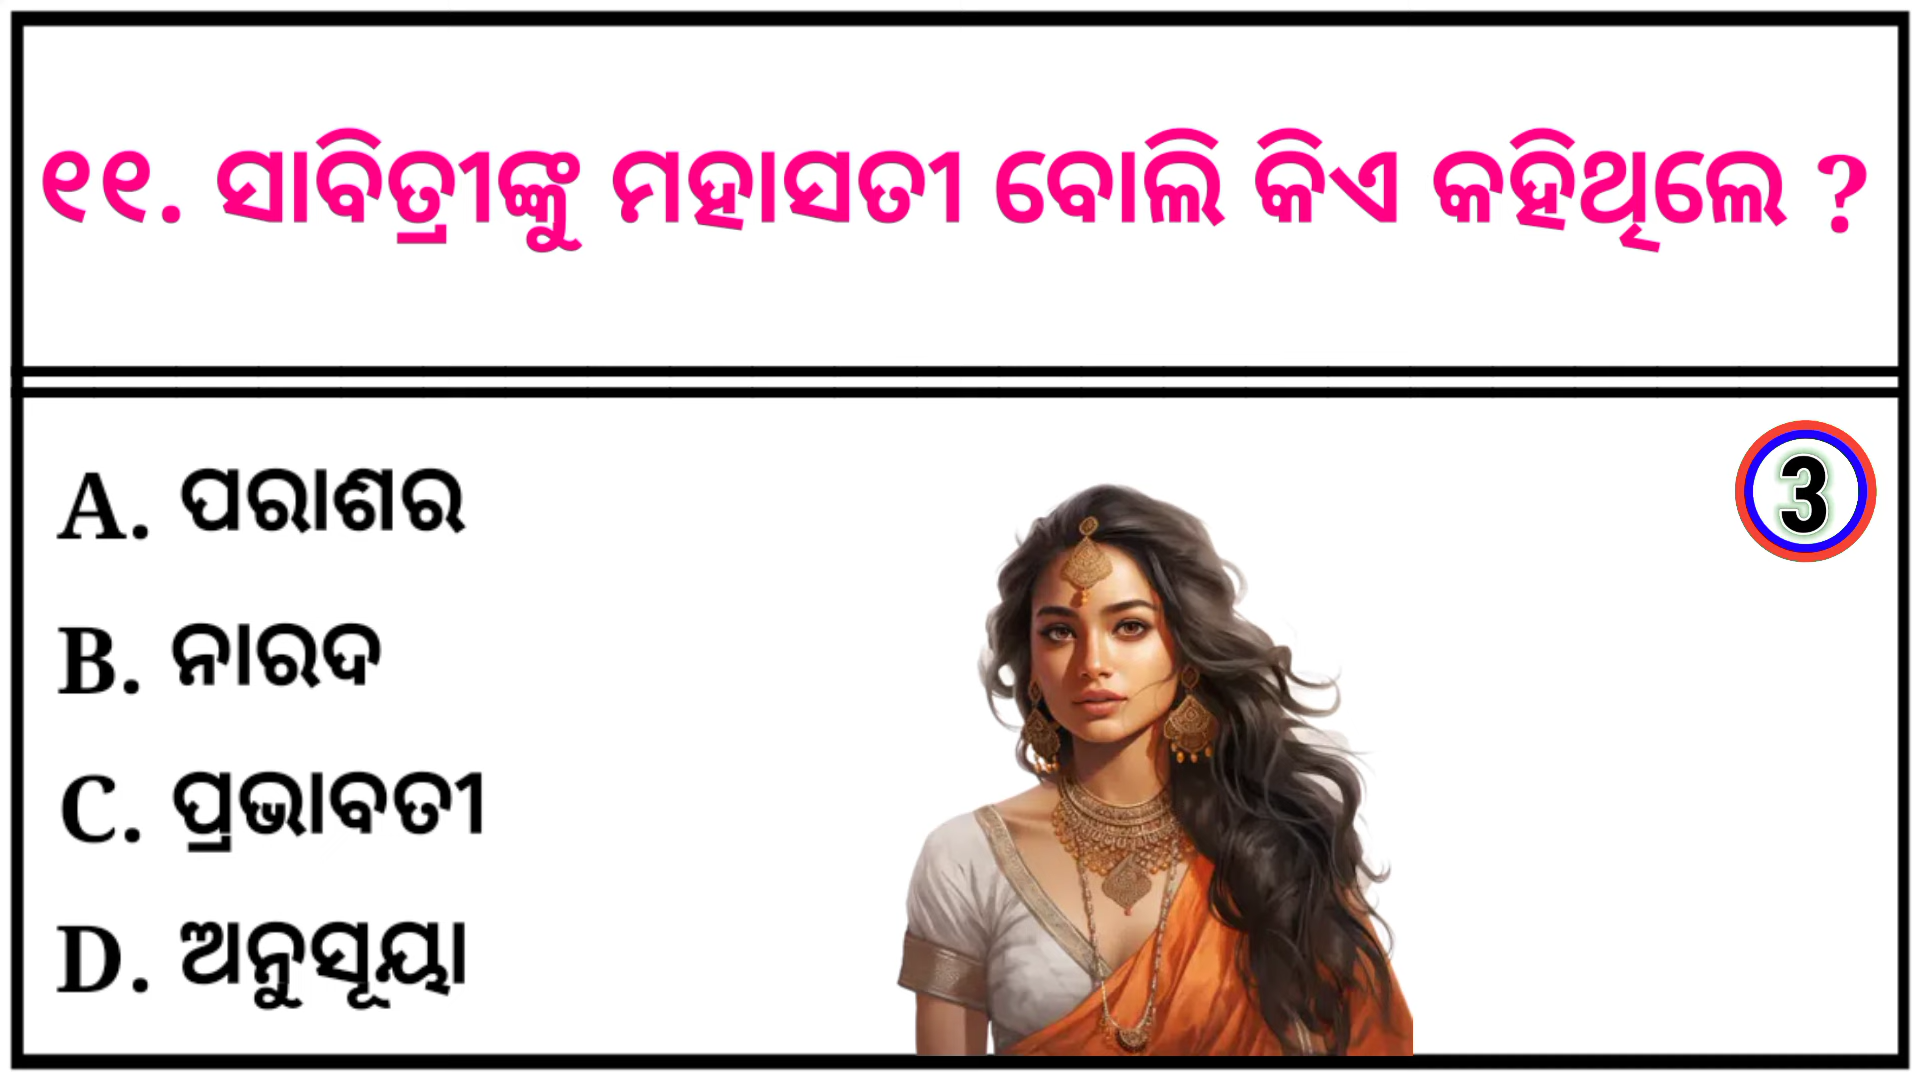 ୧୧. ସାବିତ୍ରୀଙ୍କୁ ମହାସତୀ ବୋଲି କିଏ କହିଥିଲେ ?
3
A. ପରାଶର
B. ନାରଦ
C. ପ୍ରଭାବତୀ
D. ଅନୁସୂୟା